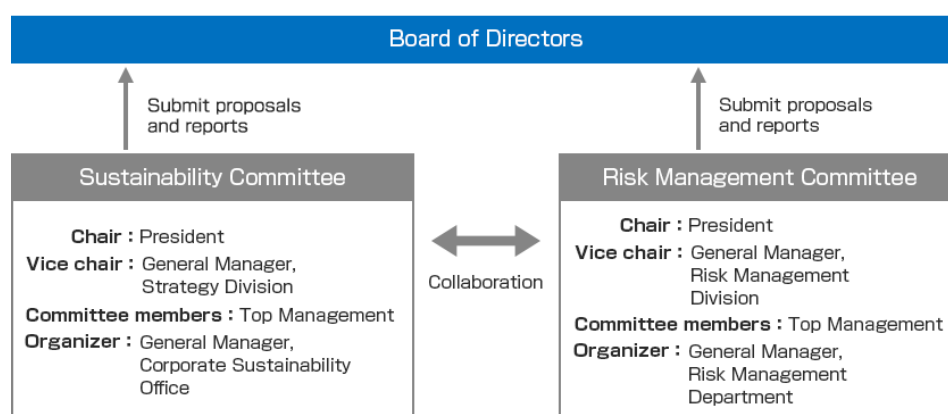 Board of Directors
Submit proposals
and reports
Submit proposals
and reports
Sustainability Committee
Chair：President
Vice chair：General Manager,
Strategy Division
Committee members：Top Management
Organizer：General Manager,
Corporate Sustainability
Office
Collaboration
Risk Management Committee
Chair：President
Vice chair：General Manager,
Risk Management
Division
Committee members：Top Management
Organizer：General Manager,
Risk Management
Department